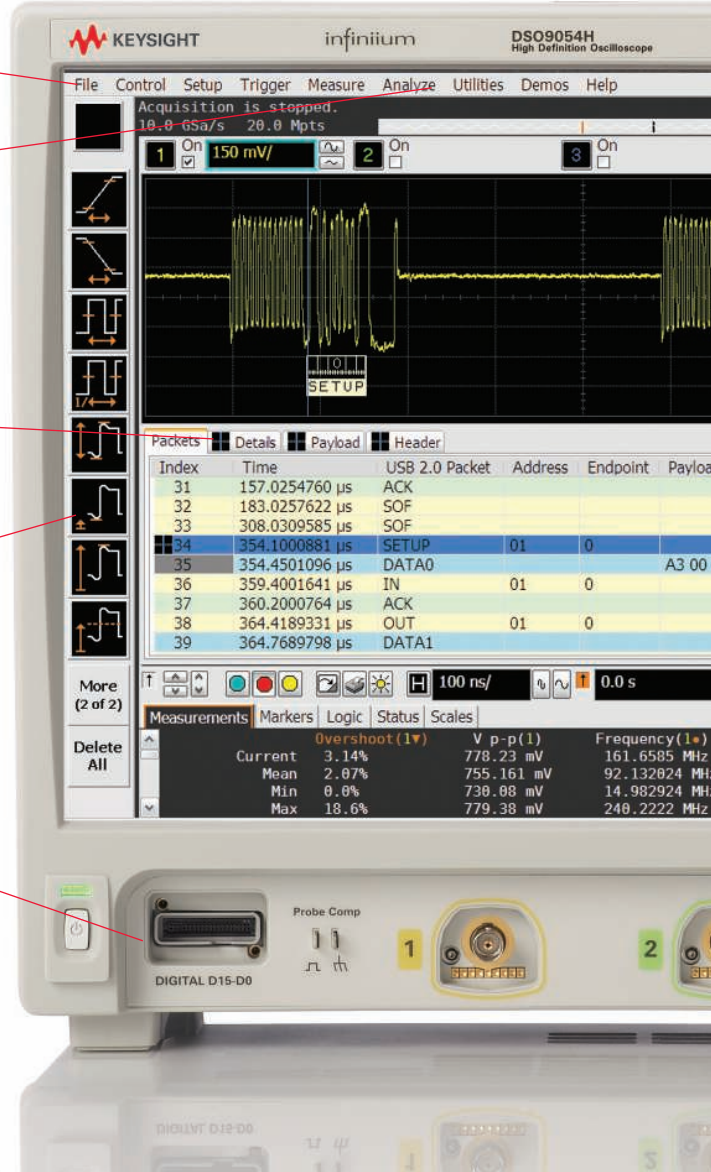 KEYSIGHT infiniium DSO9054H
High Definition Oscilloscope
File Control Setup Trigger Measure Analyze Utilities Demos Help
Acquisition is stopped.
10.0 GSa/s 20.0 Mpts
1 On 150 mV/ 2 On 3 On
0
SETUP
1/
Packets Details Payload Header
Index Time USB 2.0 Packet Address Endpoint Payloa
31 157.0254760 µs ACK
32 183.0257622 µs SOF
33 308.0309585 µs SOF
34 354.1000881 µs SETUP 01 0
35 354.4501096 µs DATA0 A3 00
36 359.4001641 µs IN 01 0
37 360.2000764 µs ACK
38 364.4189331 µs OUT 01 0
39 364.7689798 µs DATA1
More
(2 of 2)
H 100 ns/ 0.0 s
Delete
All
Measurements Markers Logic Status Scales
Overshoot(1▼) V p-p(1) Frequency(1•)
Current 3.14% 778.23 mV 161.6585 MHz
Mean 2.07% 755.161 mV 92.132024 MH
Min 0.0% 730.08 mV 14.982924 MH
Max 18.6% 779.38 mV 240.2222 MHz
Probe Comp
1 2
DIGITAL D15-D0